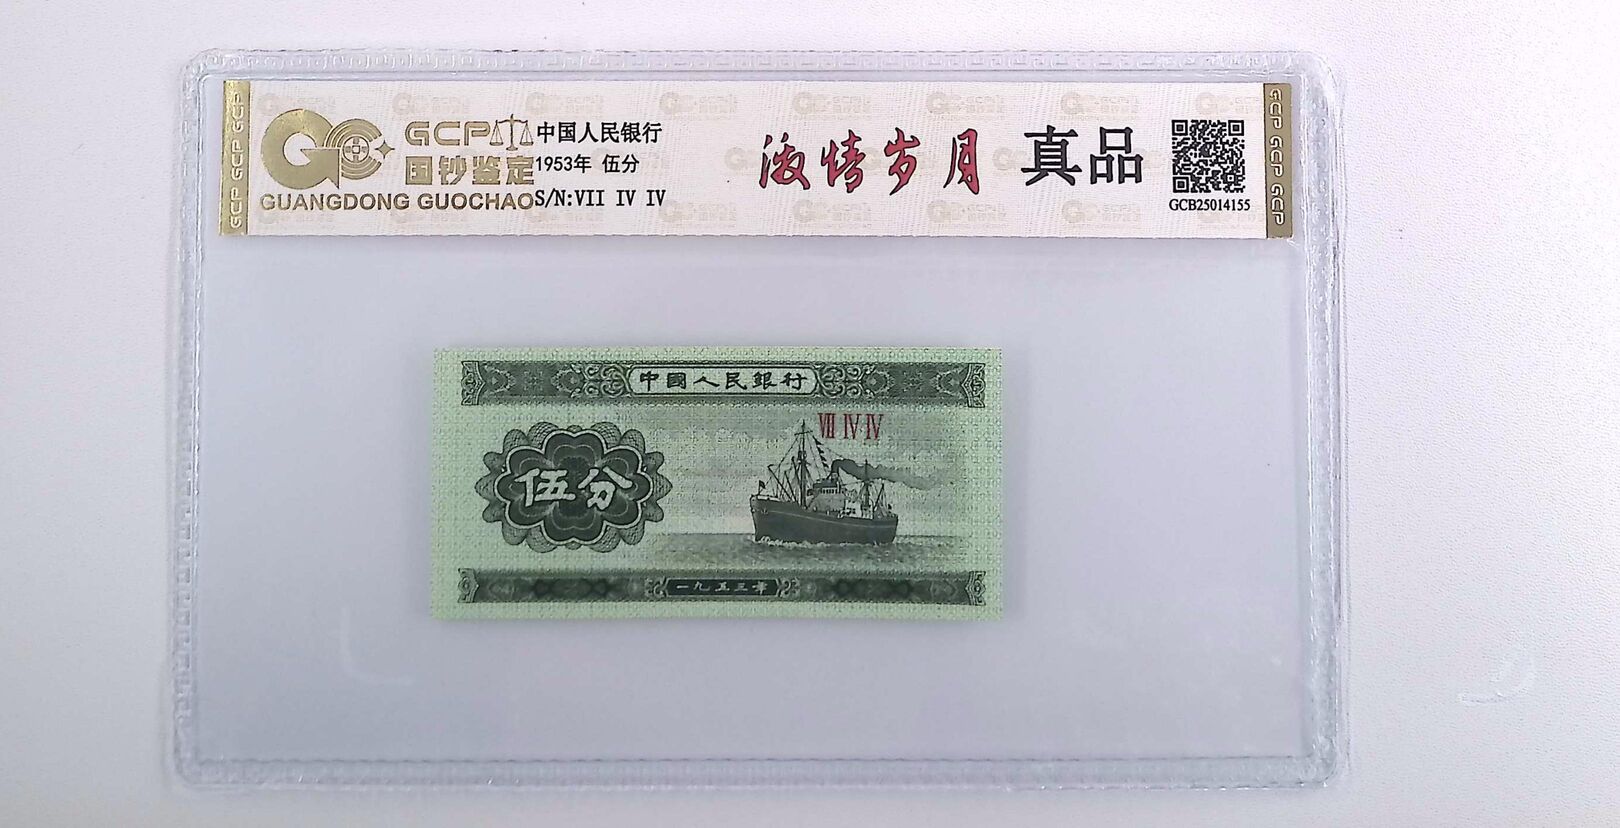 GCP GCP GCP
GCP
国钞鉴定
GUANGDONG GUOCHAO
中国人民银行
1953年 伍分
S/N:VII IV IV
激情岁月
真品
GCB25014155
GCP GCP GCP
中國人民銀行
VII IV IV
伍分
一九五三年